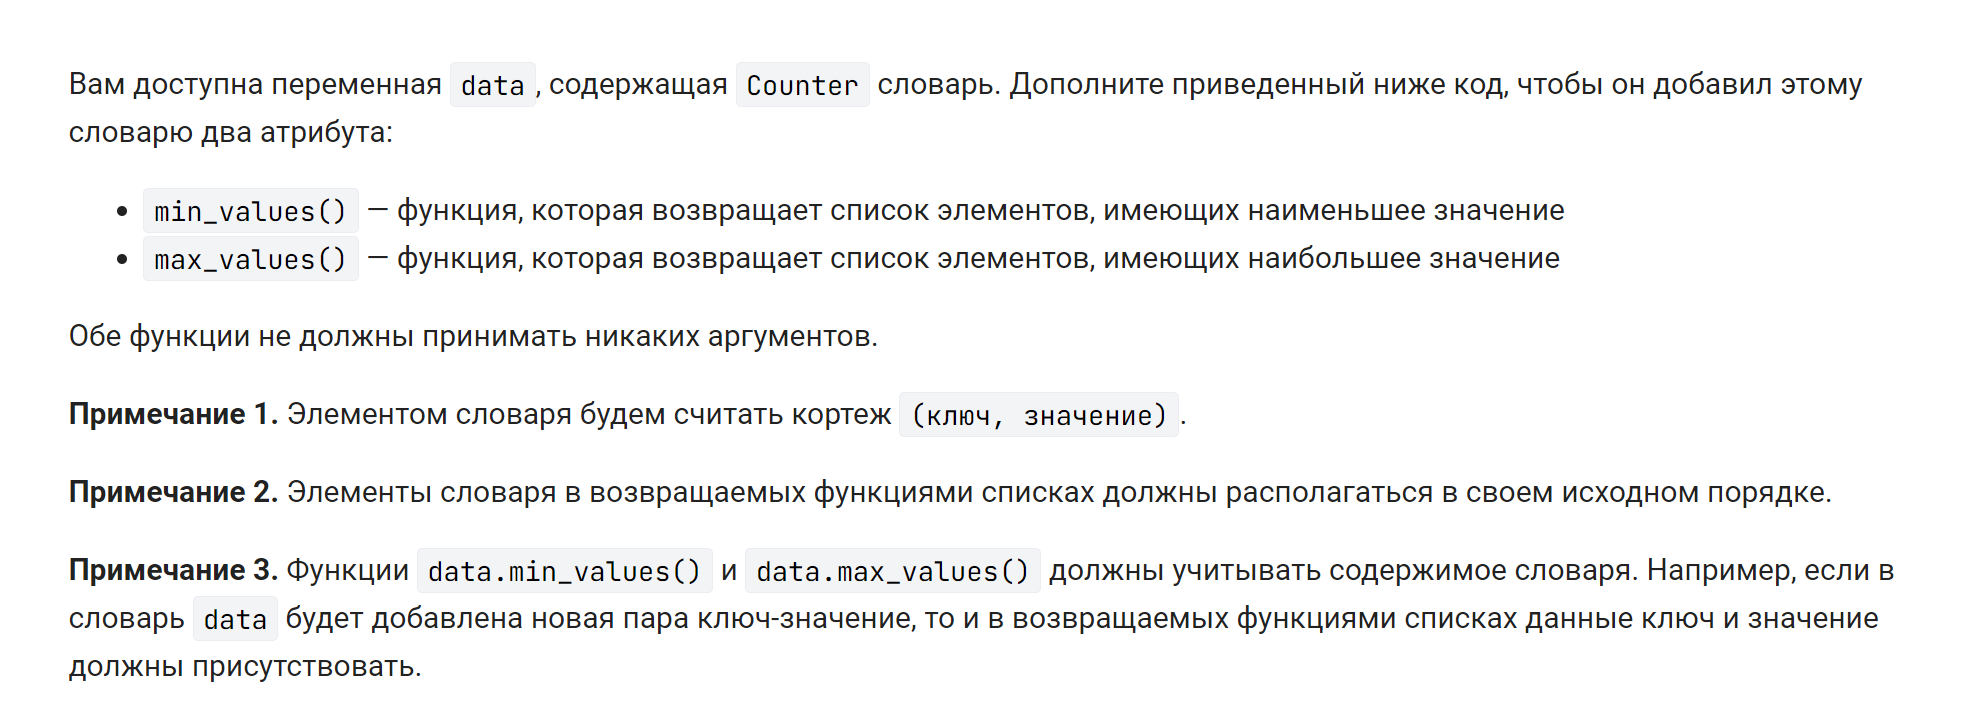 Вам доступна переменная data, содержащая Counter словарь. Дополните приведенный ниже код, чтобы он добавил этому
словарю два атрибута:
• min_values() — функция, которая возвращает список элементов, имеющих наименьшее значение
• max_values() — функция, которая возвращает список элементов, имеющих наибольшее значение
Обе функции не должны принимать никаких аргументов.
Примечание 1. Элементом словаря будем считать кортеж (ключ, значение).
Примечание 2. Элементы словаря в возвращаемых функциями списках должны располагаться в своем исходном порядке.
Примечание 3. Функции data.min_values() и data.max_values() должны учитывать содержимое словаря. Например, если в
словарь data будет добавлена новая пара ключ-значение, то и в возвращаемых функциями списках данные ключ и значение
должны присутствовать.